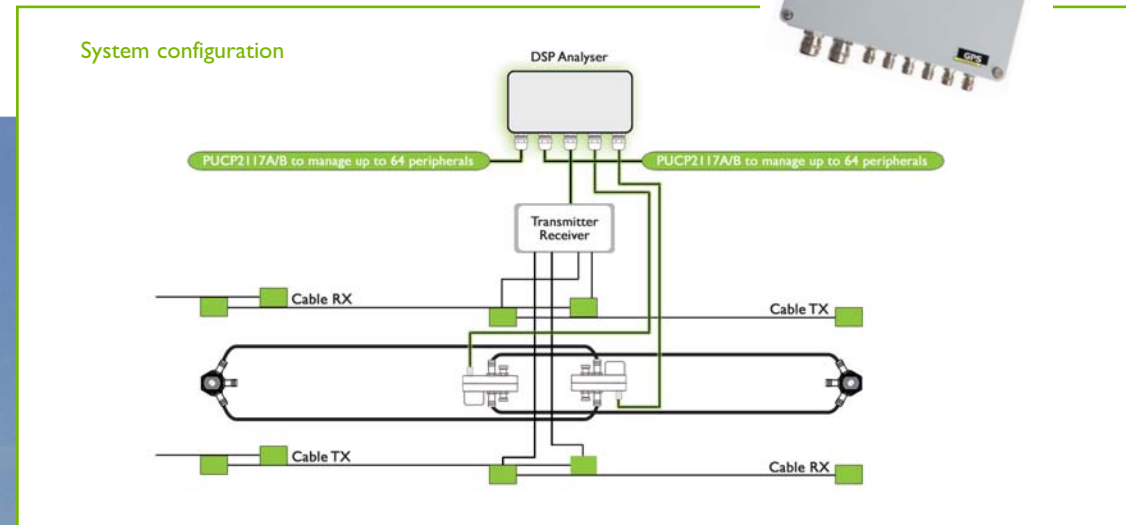 System configuration
GPS
DSP Analyser
PUCP2117A/B to manage up to 64 peripherals
PUCP2117A/B to manage up to 64 peripherals
Transmitter
Receiver
Cable RX
Cable TX
Cable TX
Cable RX